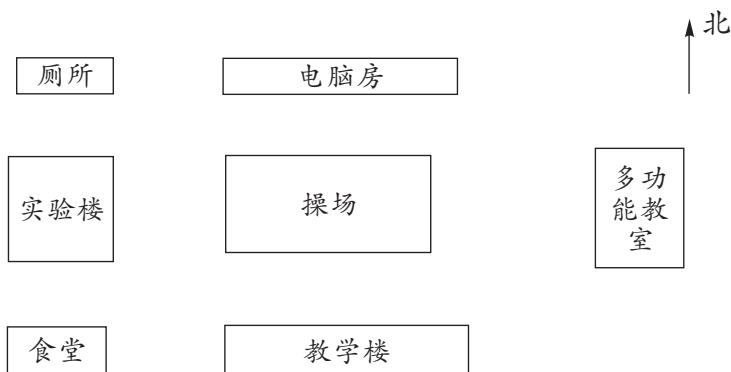 北
厕所
电脑房
实验楼
操场
多功
能教
室
食堂
教学楼